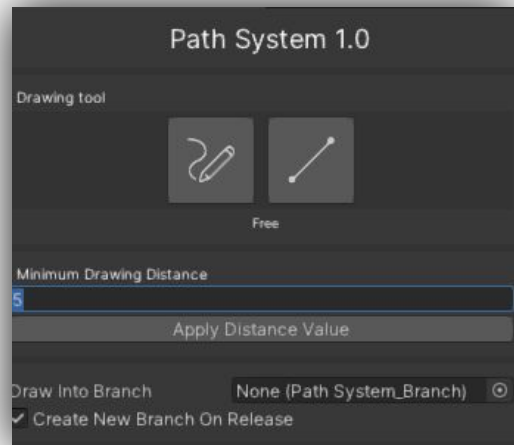 Path System 1.0
Drawing tool
Free
Minimum Drawing Distance
5
Apply Distance Value
Draw Into Branch None (Path System_Branch)
Create New Branch On Release